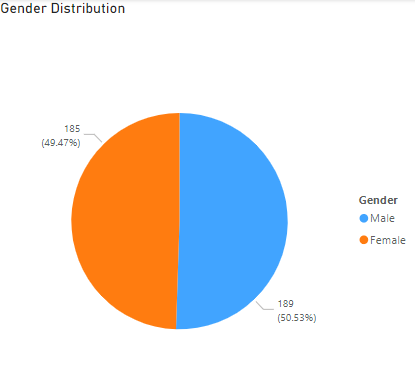 Gender Distribution
185
(49.47%)
Gender
Male
Female
189
(50.53%)